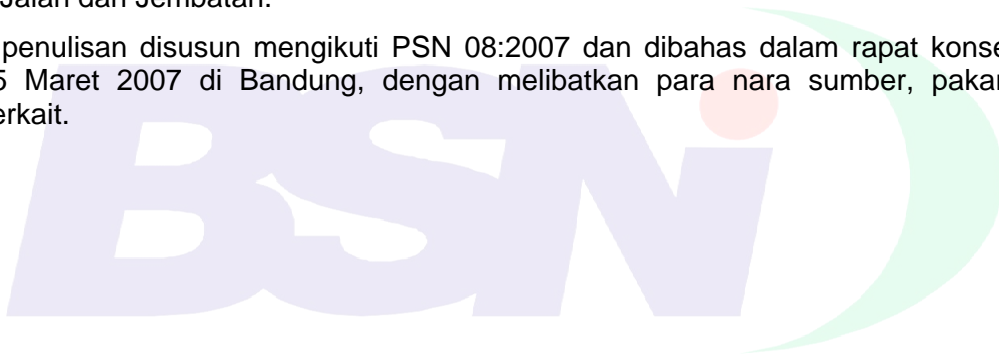 Jalan dan Jembatan.
penulisan disusun mengikuti PSN 08:2007 dan dibahas dalam rapat konse
5 Maret 2007 di Bandung, dengan melibatkan para nara sumber, pakar
erkait.
BSNi